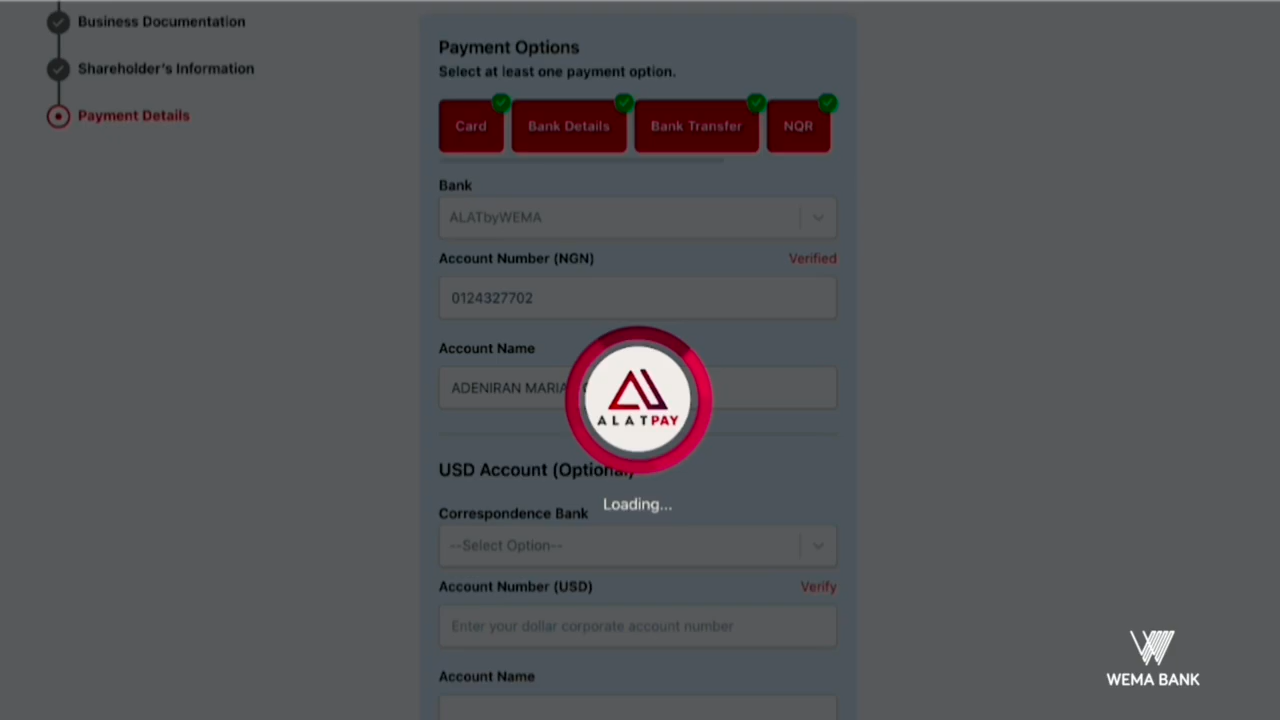 Business Documentation
Shareholder's Information
Payment Details
Payment Options
Select at least one payment option.
Card
Bank Details
Bank Transfer
NQR
Bank
ALATbyWEMA
Account Number (NGN)
Verified
0124327702
Account Name
ADENIRAN MARIA
ALATPAY
USD Account (Optional)
Loading...
Correspondence Bank
--Select Option--
Account Number (USD)
Verify
Enter your dollar corporate account number
Account Name
WEMA BANK